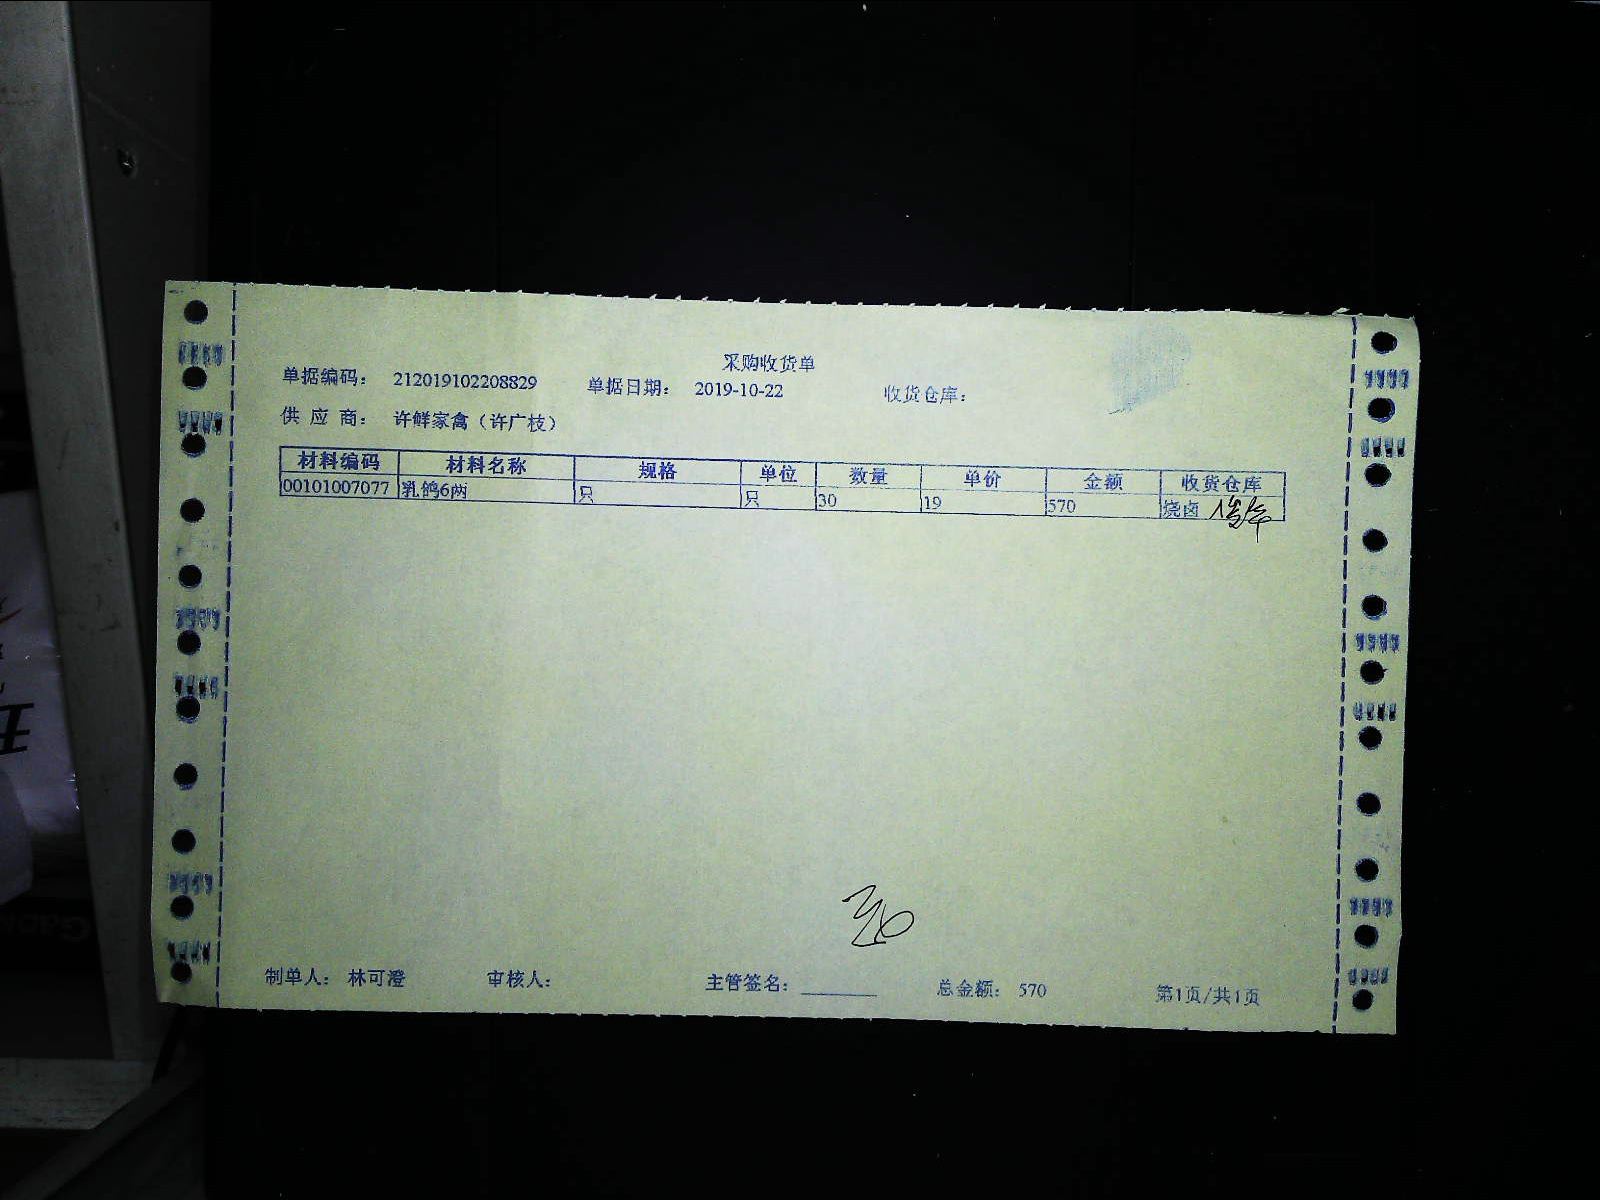 采购收货单
单据编码： 212019102208829 单据日期： 2019-10-22 收货仓库：
供 应 商： 许鲜家禽（许广枝）
材料编码 材料名称 规格 单位 数量 单价 金额 收货仓库
00101007077 乳鸽6两 只 只 30 19 570 烧卤
制单人： 林可澄 审核人： 主管签名： 总金额： 570 第1页/共1页